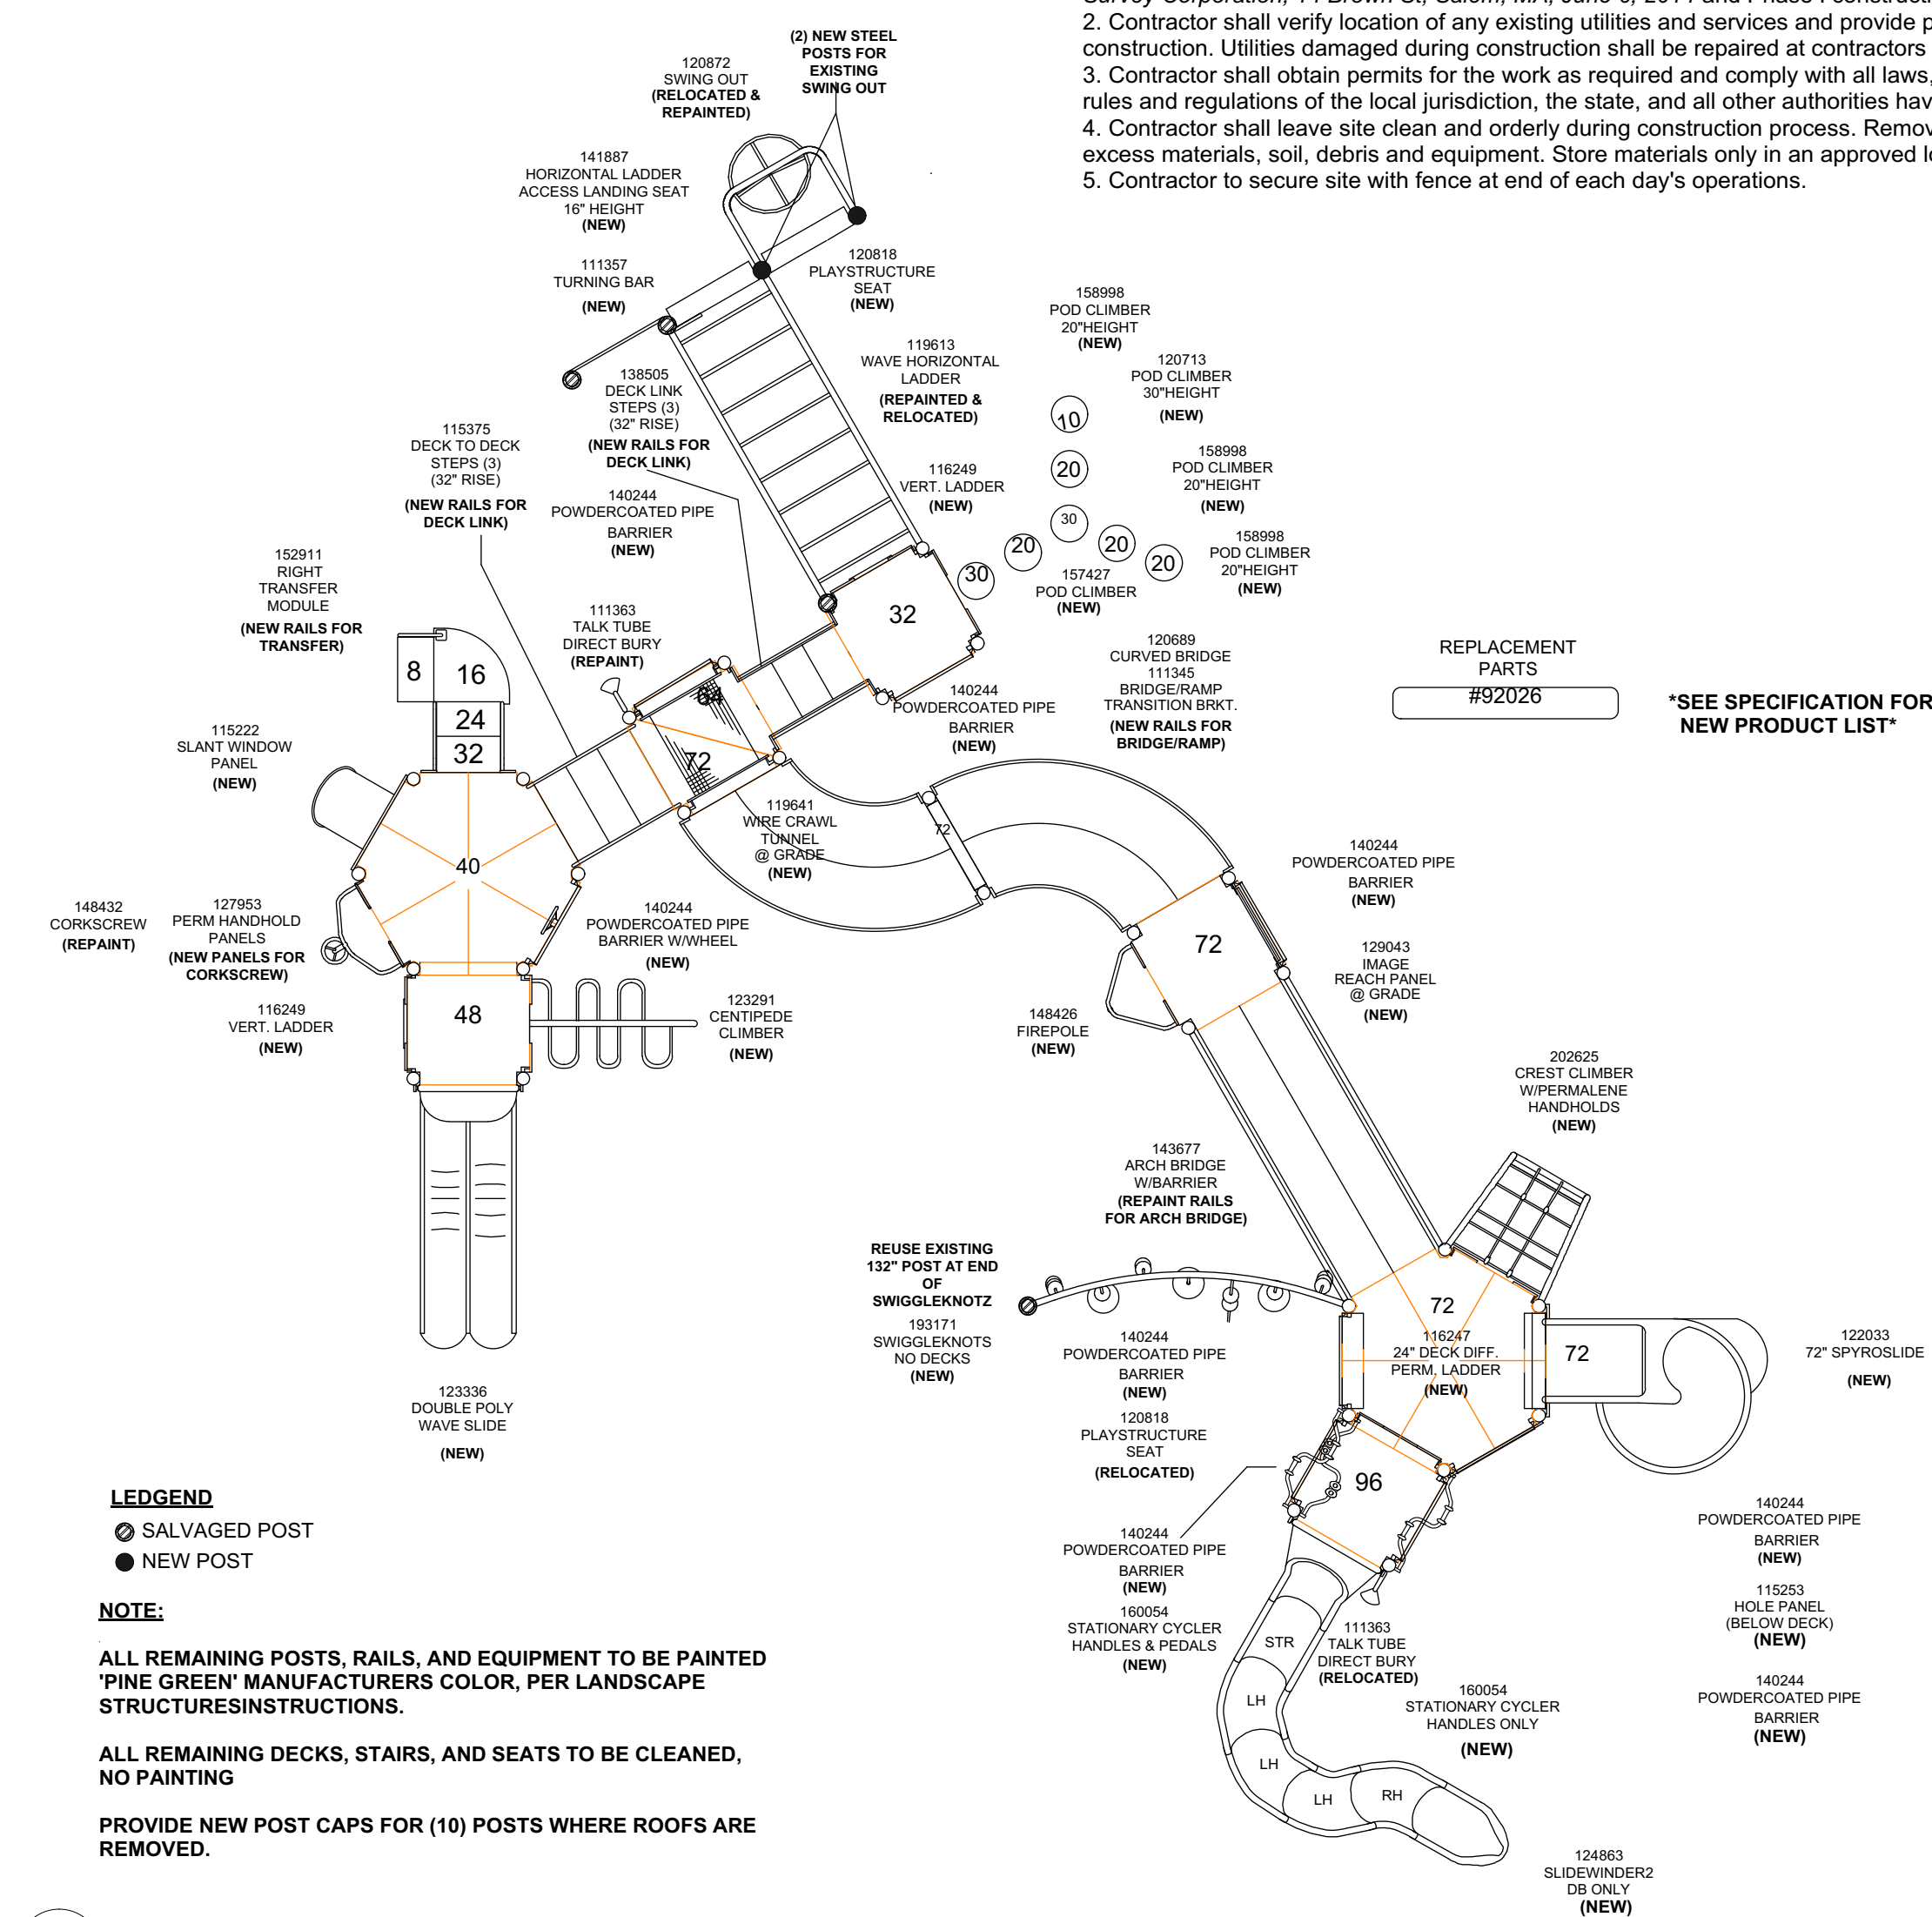 2. Contractor shall verify location of any existing utilities and services and provide p
construction. Utilities damaged during construction shall be repaired at contractors
3. Contractor shall obtain permits for the work as required and comply with all laws,
rules and regulations of the local jurisdiction, the state, and all other authorities hav
4. Contractor shall leave site clean and orderly during construction process. Remov
excess materials, soil, debris and equipment. Store materials only in an approved l
5. Contractor to secure site with fence at end of each day's operations.
(2) NEW STEEL
POSTS FOR
EXISTING
SWING OUT
120872
SWING OUT
(RELOCATED &
REPAINTED)
141887
HORIZONTAL LADDER
ACCESS LANDING SEAT
16" HEIGHT
(NEW)
111357
TURNING BAR
(NEW)
120818
PLAYSTRUCTURE
SEAT
(NEW)
158998
POD CLIMBER
20"HEIGHT
(NEW)
120713
POD CLIMBER
30"HEIGHT
(NEW)
119613
WAVE HORIZONTAL
LADDER
(REPAINTED &
RELOCATED)
138505
DECK LINK
STEPS (3)
(32" RISE)
(NEW RAILS FOR
DECK LINK)
115375
DECK TO DECK
STEPS (3)
(32" RISE)
(NEW RAILS FOR
DECK LINK)
140244
POWDERCOATED PIPE
BARRIER
(NEW)
116249
VERT. LADDER
(NEW)
158998
POD CLIMBER
20"HEIGHT
(NEW)
158998
POD CLIMBER
20"HEIGHT
(NEW)
10
20
30
20
20
20
30
157427
POD CLIMBER
(NEW)
152911
RIGHT
TRANSFER
MODULE
(NEW RAILS FOR
TRANSFER)
111363
TALK TUBE
DIRECT BURY
(REPAINT)
32
120689
CURVED BRIDGE
111345
BRIDGE/RAMP
TRANSITION BRKT.
(NEW RAILS FOR
BRIDGE/RAMP)
140244
POWDERCOATED PIPE
BARRIER
(NEW)
REPLACEMENT
PARTS
#92026
*SEE SPECIFICATION FOR
NEW PRODUCT LIST*
8
16
24
32
64
72
115222
SLANT WINDOW
PANEL
(NEW)
119641
WIRE CRAWL
TUNNEL
@ GRADE
(NEW)
72
40
140244
POWDERCOATED PIPE
BARRIER
(NEW)
148432
CORKSCREW
(REPAINT)
127953
PERM HANDHOLD
PANELS
(NEW PANELS FOR
CORKSCREW)
140244
POWDERCOATED PIPE
BARRIER W/WHEEL
(NEW)
72
129043
IMAGE
REACH PANEL
@ GRADE
(NEW)
116249
VERT. LADDER
(NEW)
48
123291
CENTIPEDE
CLIMBER
(NEW)
148426
FIREPOLE
(NEW)
202625
CREST CLIMBER
W/PERMALENE
HANDHOLDS
(NEW)
143677
ARCH BRIDGE
W/BARRIER
(REPAINT RAILS
FOR ARCH BRIDGE)
REUSE EXISTING
132" POST AT END
OF
SWIGGLEKNOTZ
193171
SWIGGLEKNOTS
NO DECKS
(NEW)
140244
POWDERCOATED PIPE
BARRIER
(NEW)
72
116247
24" DECK DIFF.
PERM. LADDER
(NEW)
72
122033
72" SPYROSLIDE
(NEW)
123336
DOUBLE POLY
WAVE SLIDE
(NEW)
120818
PLAYSTRUCTURE
SEAT
(RELOCATED)
96
140244
POWDERCOATED PIPE
BARRIER
(NEW)
160054
STATIONARY CYCLER
HANDLES & PEDALS
(NEW)
140244
POWDERCOATED PIPE
BARRIER
(NEW)
115253
HOLE PANEL
(BELOW DECK)
(NEW)
140244
POWDERCOATED PIPE
BARRIER
(NEW)
111363
TALK TUBE
DIRECT BURY
(RELOCATED)
160054
STATIONARY CYCLER
HANDLES ONLY
(NEW)
STR
LH
LH
LH
RH
124863
SLIDEWINDER2
DB ONLY
(NEW)
LEDGEND
SALVAGED POST
NEW POST
NOTE:
ALL REMAINING POSTS, RAILS, AND EQUIPMENT TO BE PAINTED
'PINE GREEN' MANUFACTURERS COLOR, PER LANDSCAPE
STRUCTURESINSTRUCTIONS.
ALL REMAINING DECKS, STAIRS, AND SEATS TO BE CLEANED,
NO PAINTING
PROVIDE NEW POST CAPS FOR (10) POSTS WHERE ROOFS ARE
REMOVED.